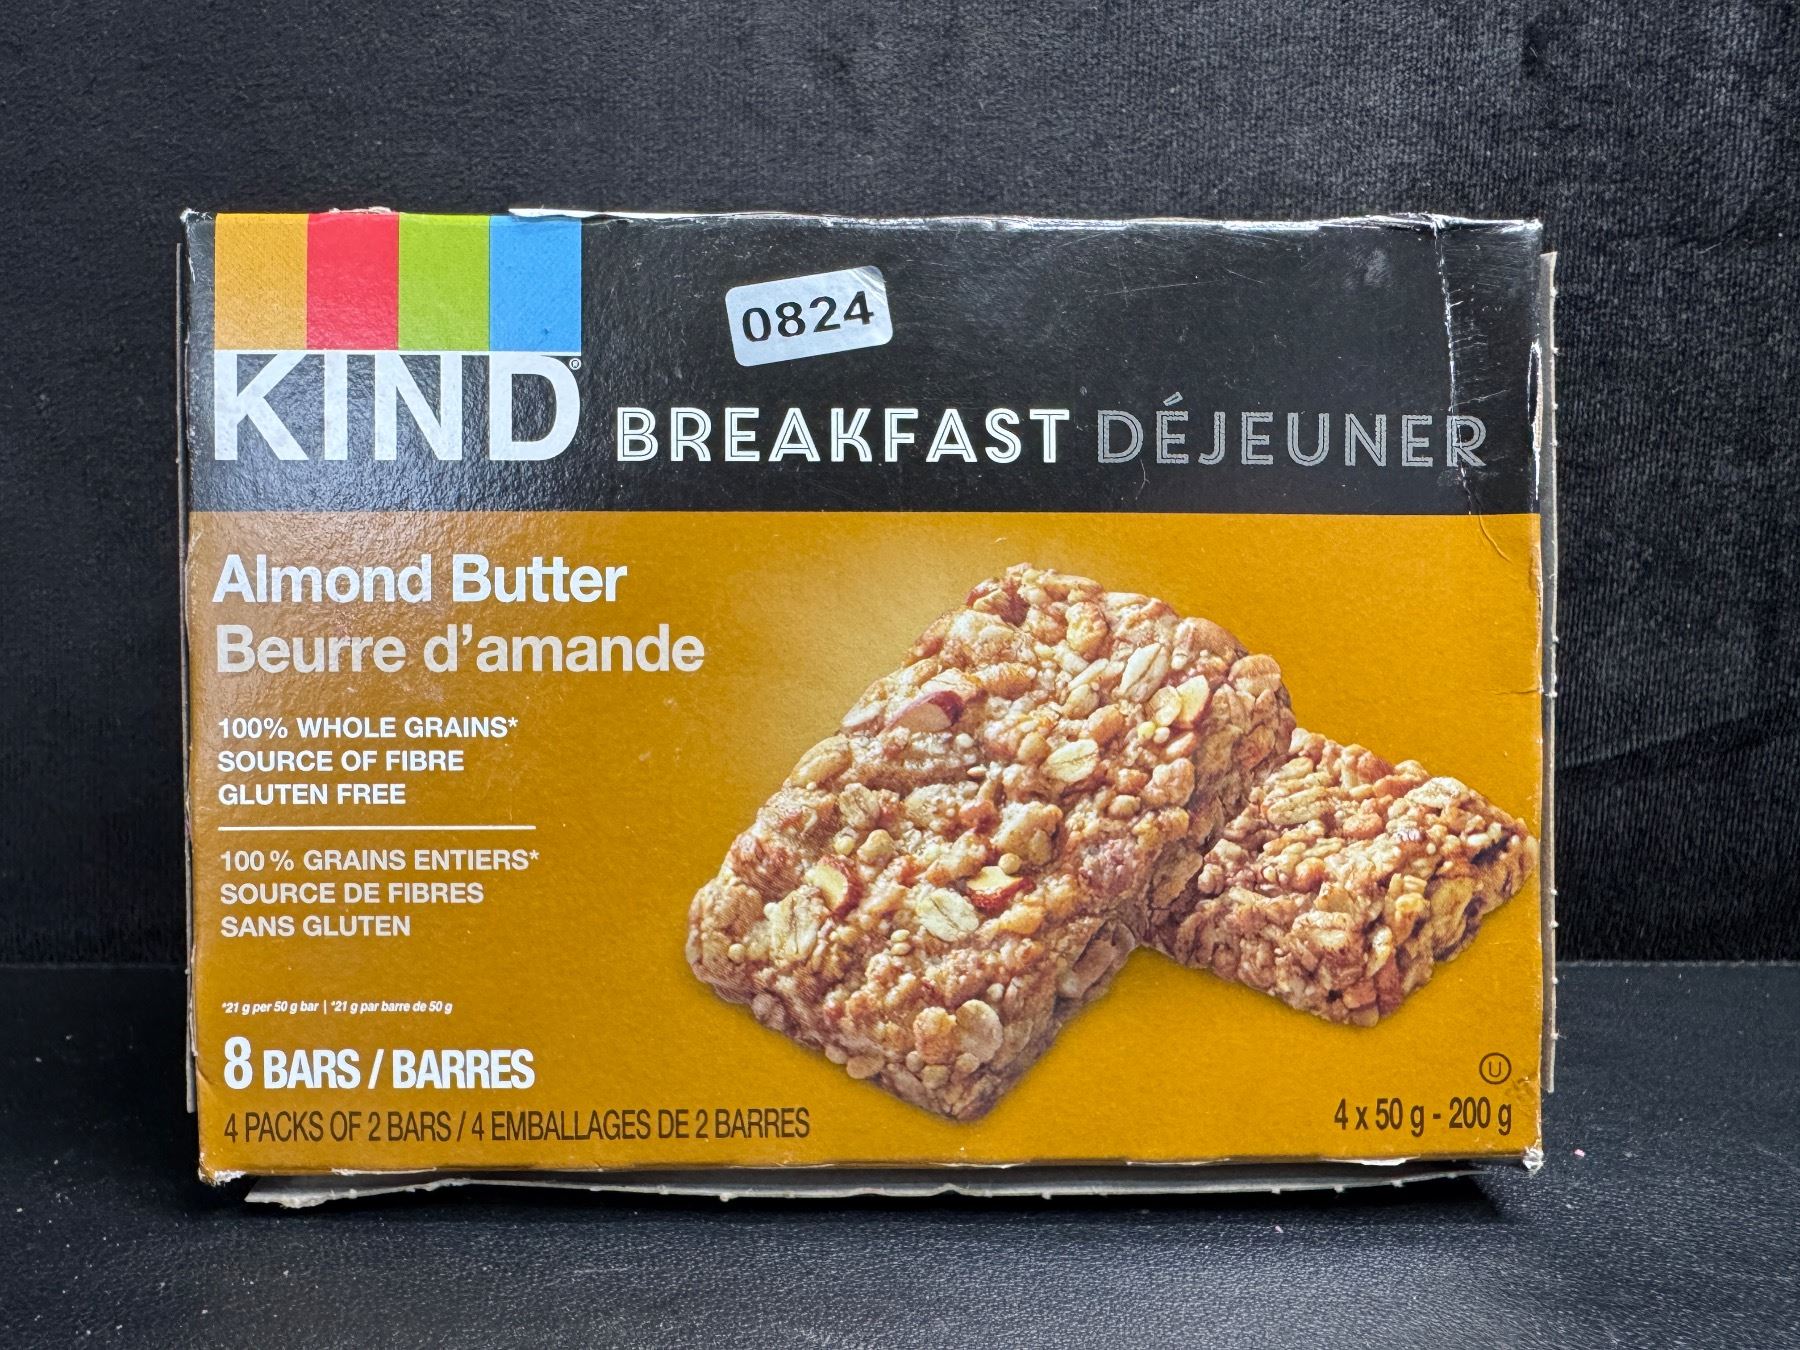 0824
KIND®
BREAKFAST DÉJEUNER
Almond Butter
Beurre d'amande
100% WHOLE GRAINS*
SOURCE OF FIBRE
GLUTEN FREE
100 % GRAINS ENTIERS*
SOURCE DE FIBRES
SANS GLUTEN
*21 g per 50 g bar | *21 g par barre de 50 g
8 BARS / BARRES
4 PACKS OF 2 BARS / 4 EMBALLAGES DE 2 BARRES
U
4 x 50 g - 200 g